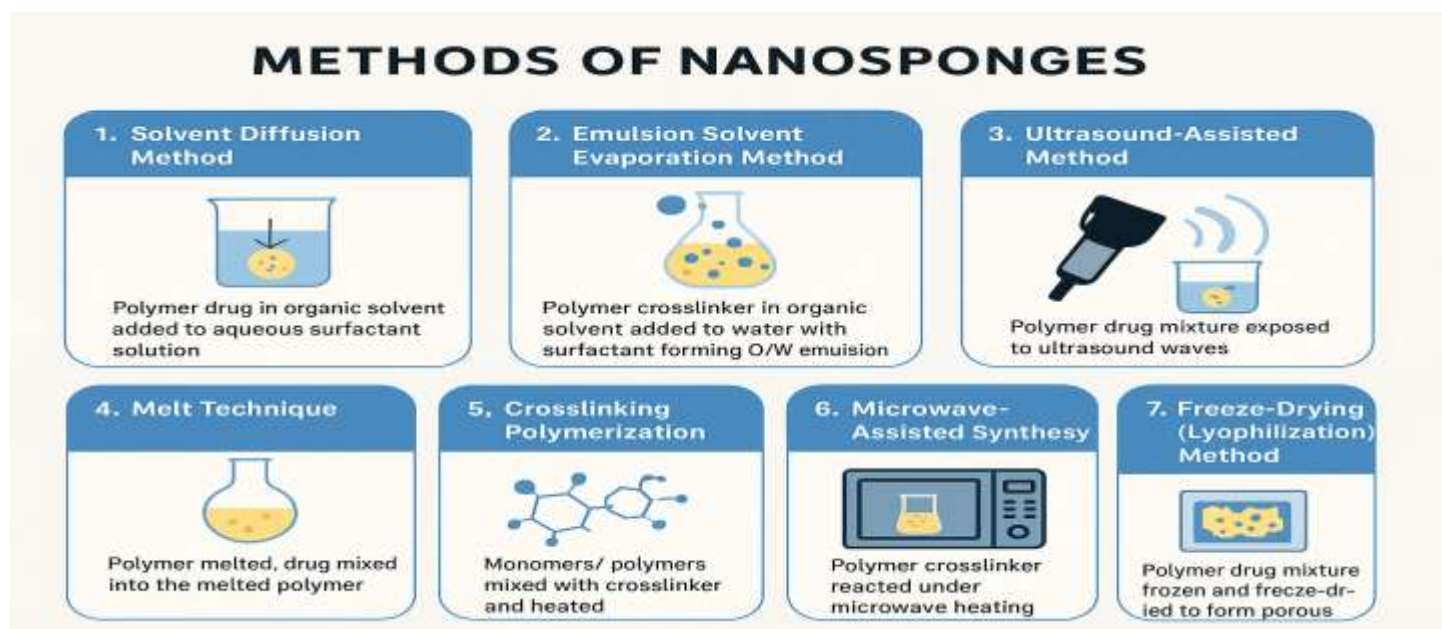 METHODS OF NANOSPONGES
1. Solvent Diffusion
Method
Polymer drug in organic solvent
added to aqueous surfactant
solution
2. Emulsion Solvent
Evaporation Method
Polymer crosslinker in organic
solvent added to water with
surfactant forming O/W emuision
3. Ultrasound-Assisted
Method
Polymer drug mixture exposed
to ultrasound waves
4. Melt Technique
Polymer melted, drug mixed
into the melted polymer
5, Crosslinking
Polymerization
Monomers/ polymers
mixed with crosslinker
and heated
6. Microwave-
Assisted Synthesy
Polymer crosslinker
reacted under
microwave heating
7. Freeze-Drying
(Lyophilization)
Method
Polymer drug mixture
frozen and frecze-dr-
ied to form porous